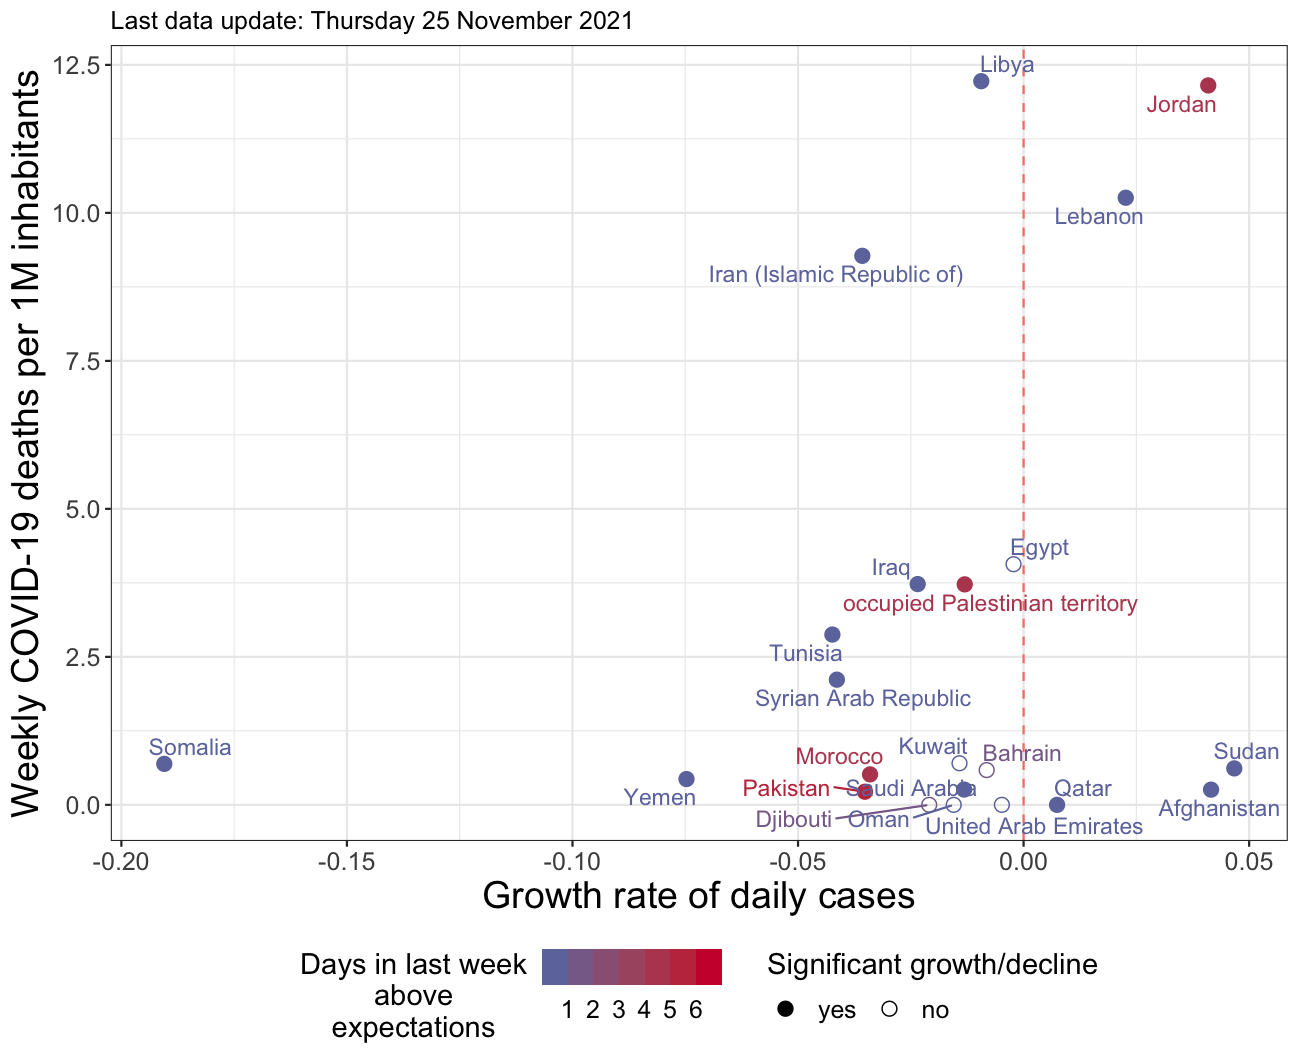 Last data update: Thursday 25 November 2021
Weekly COVID-19 deaths per 1M inhabitants
12.5
10.0
7.5
5.0
2.5
0.0
Libya
Jordan
Lebanon
Iran (Islamic Republic of)
Egypt
Iraq
occupied Palestinian territory
Tunisia
Syrian Arab Republic
Somalia
Kuwait
Bahrain
Sudan
Morocco
Yemen
Pakistan
Saudi Arabia
Qatar
Afghanistan
Djibouti
Oman
United Arab Emirates
-0.20
-0.15
-0.10
-0.05
0.00
0.05
Growth rate of daily cases
Days in last week
above
expectations
1 2 3 4 5 6
Significant growth/decline
yes
no